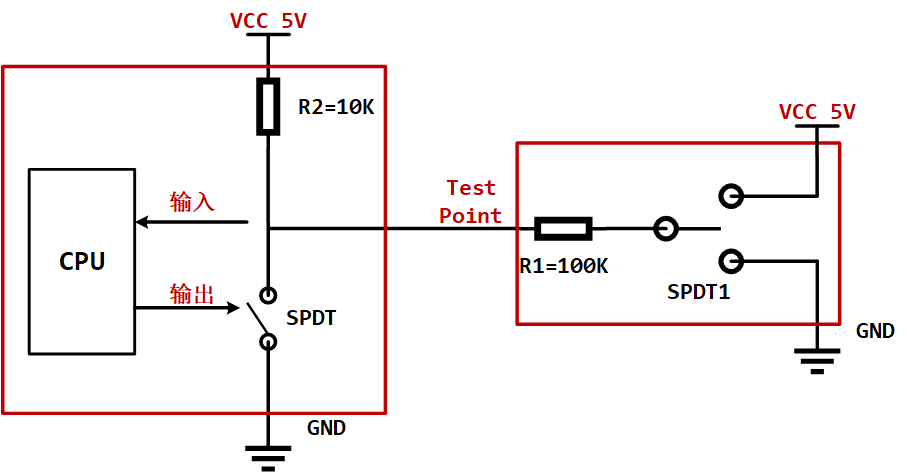 VCC 5V
R2=10K
VCC 5V
输入
Test
Point
CPU
R1=100K
输出
SPDT1
SPDT
GND
GND